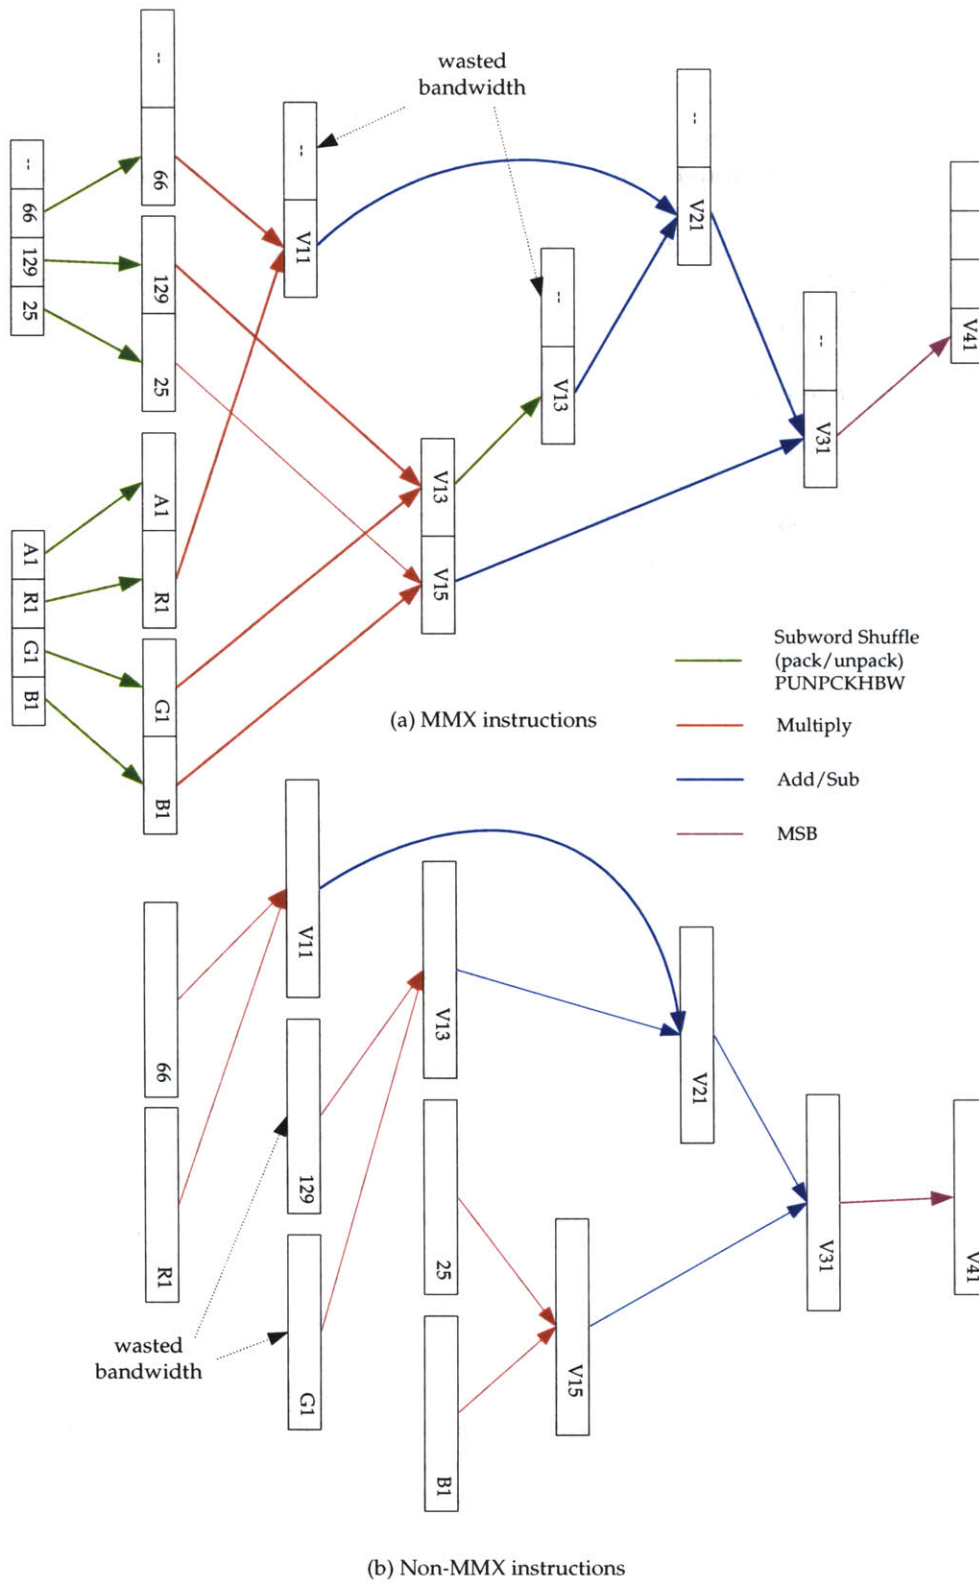 --
66
129
25
A1
R1
G1
B1
--
66
129
25
A1
R1
G1
B1
wasted
bandwidth
--
V11
--
V13
V13
V15
--
V21
--
V31
V41
(a) MMX instructions
Subword Shuffle
(pack/unpack)
PUNPCKHBW
Multiply
Add/Sub
MSB
66
R1
V11
129
G1
wasted
bandwidth
V13
25
B1
V15
V21
V31
V41
(b) Non-MMX instructions